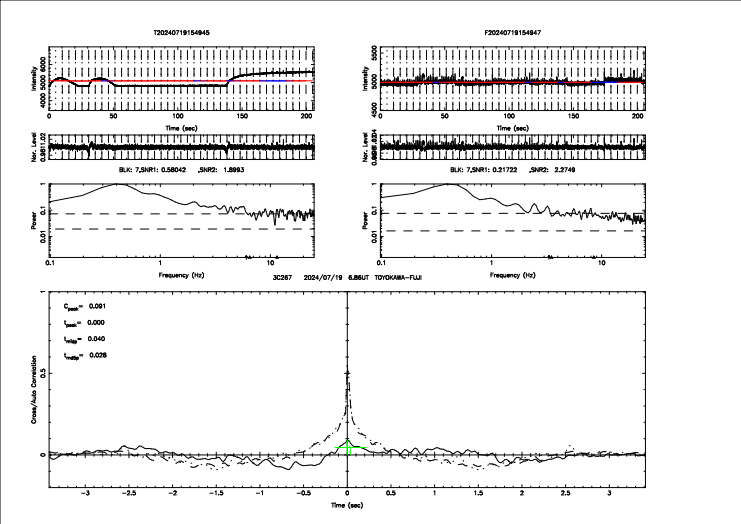 T20240719154945
F20240719154947
Intensity
4000 5000 6000
0 50 100 150 200
Time (sec)
Intensity
4500 5000 5500
0 50 100 150 200
Time (sec)
Nor. Level
Nor. Level
BLK: 7,SNR1: 0.56042 ,SNR2: 1.8993
BLK: 7,SNR1: 0.21722 ,SNR2: 2.2749
Power
1
0.1
0.01
0.1 1 10
Frequency (Hz)
Power
1
0.1
0.01
0.1 1 10
Frequency (Hz)
3C267 2024/07/19 6.86UT TOYOKAWA-FUJI
Cross/Auto Correlation
1
0.5
0
Cpeak= 0.091
tpeak= 0.000
0.040
0.028
-3 -2.5 -2 -1.5 -1 -0.5 0 0.5 1 1.5 2 2.5 3
Time (sec)